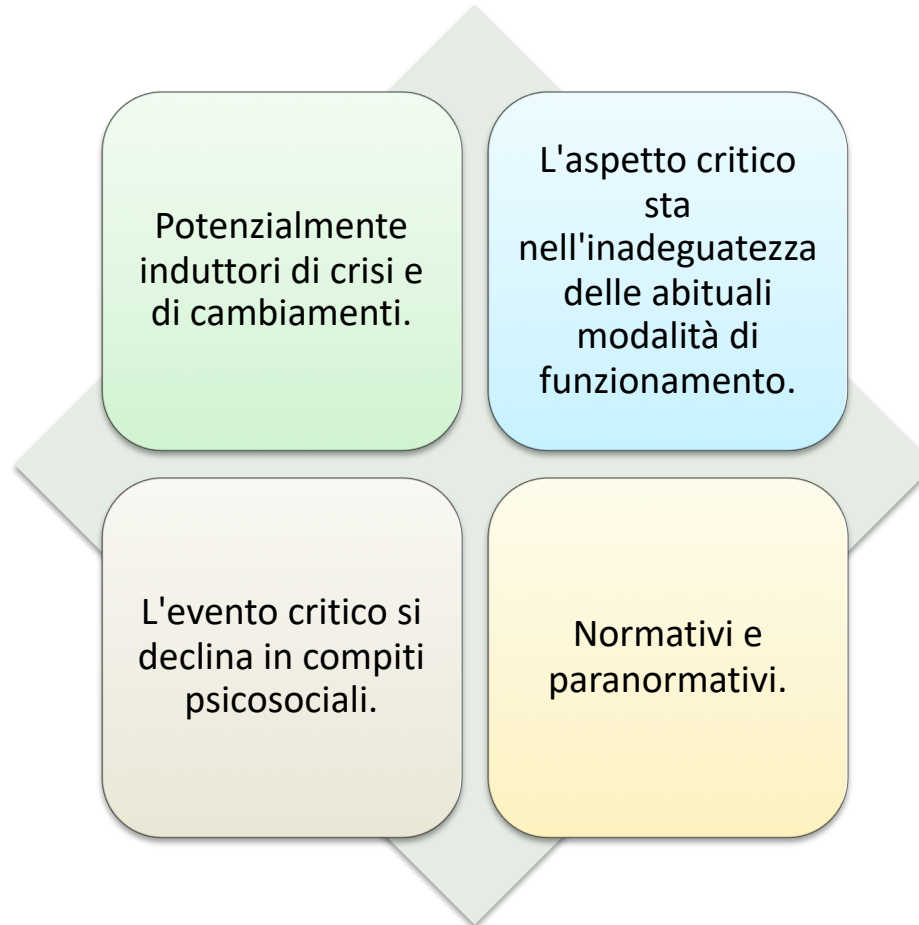 Potenzialmente
induttori di crisi e
di cambiamenti.
L'aspetto critico
sta
nell'inadeguatezza
delle abituali
modalità di
funzionamento.
L'evento critico si
declina in compiti
psicosociali.
Normativi e
paranormativi.